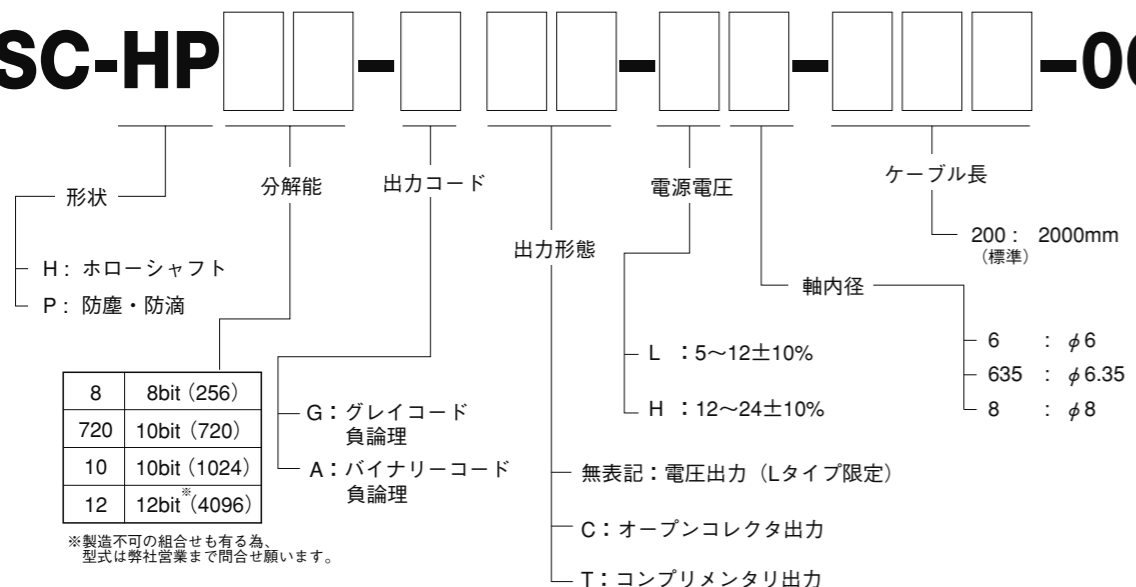 SC-HP - - - -00
形状
分解能
出力コード
電源電圧
ケーブル長
出力形態
200 : 2000mm
(標準)
H : ホローシャフト
P : 防塵・防滴
軸内径
6 : φ6
635 : φ6.35
8 : φ8
L :5〜12±10%
H :12〜24±10%
8 8bit (256)
720 10bit (720)
10 10bit (1024)
12 12bit※(4096)
G:グレイコード
負論理
A:バイナリーコード
負論理
無表記:電圧出力(Lタイプ限定)
C:オープンコレクタ出力
T:コンプリメンタリ出力
※製造不可の組合せも有る為、
型式は弊社営業まで問合せ願います。